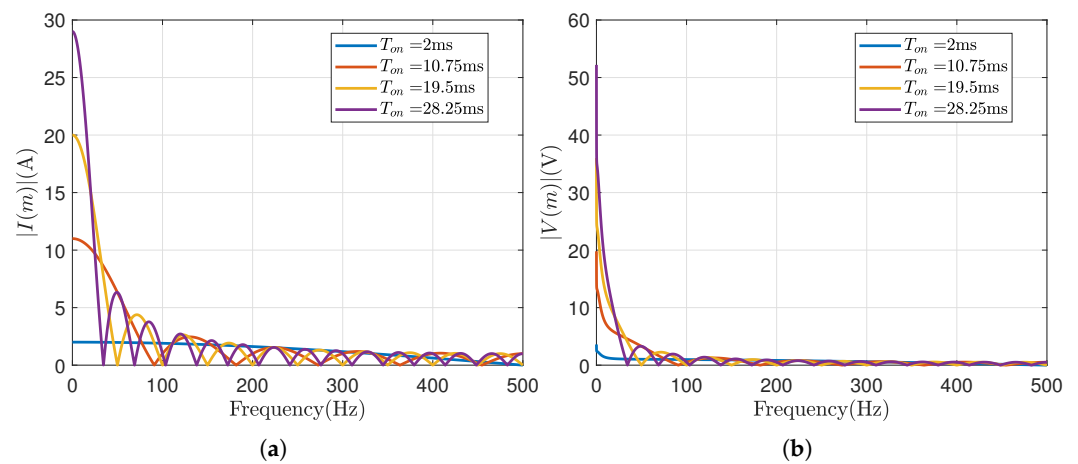 30
25
20
15
10
5
0
|I(m)|(A)
0 100 200 300 400 500
Frequency(Hz)
T_on =2ms
T_on =10.75ms
T_on =19.5ms
T_on =28.25ms
(a)
60
50
40
30
20
10
0
|V(m)|(V)
0 100 200 300 400 500
Frequency(Hz)
T_on =2ms
T_on =10.75ms
T_on =19.5ms
T_on =28.25ms
(b)